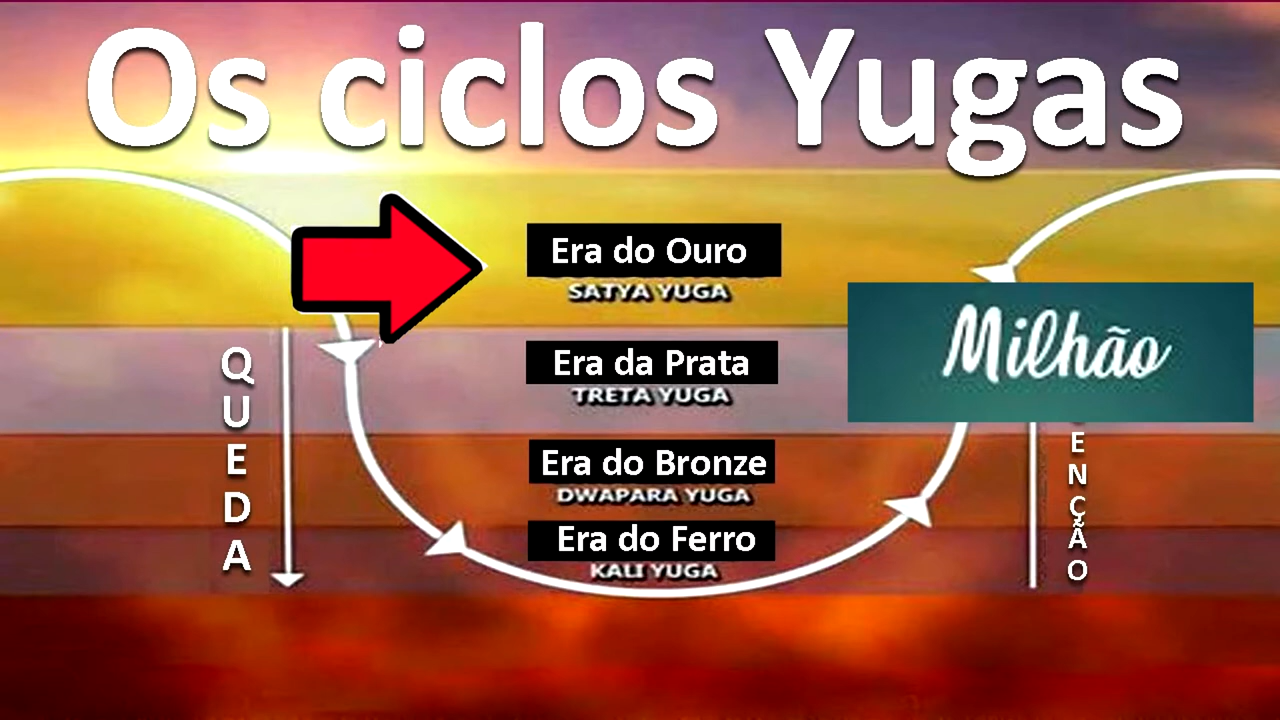 Os ciclos Yugas
Era do Ouro
SATYA YUGA
Era da Prata
TRETA YUGA
Era do Bronze
DWAPARA YUGA
Era do Ferro
KALI YUGA
QUEDA
Milhão
ENÇÃO